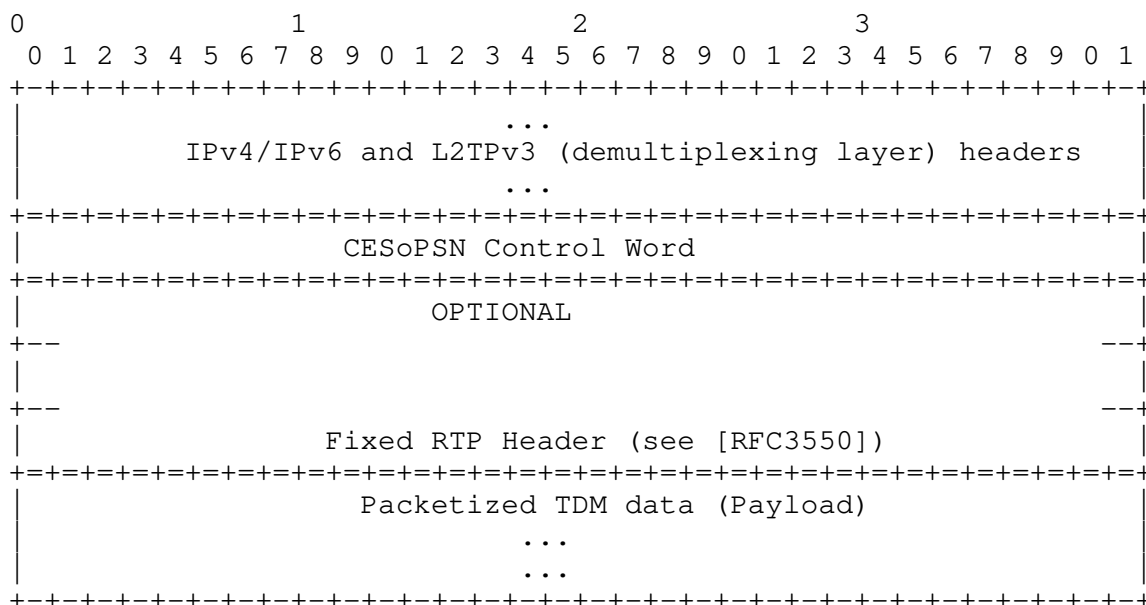 0                   1                   2                   3
 0 1 2 3 4 5 6 7 8 9 0 1 2 3 4 5 6 7 8 9 0 1 2 3 4 5 6 7 8 9 0 1
+-+-+-+-+-+-+-+-+-+-+-+-+-+-+-+-+-+-+-+-+-+-+-+-+-+-+-+-+-+-+-+-+
|                           ...                                 |
|         IPv4/IPv6 and L2TPv3 (demultiplexing layer) headers   |
|                           ...                                 |
+=+=+=+=+=+=+=+=+=+=+=+=+=+=+=+=+=+=+=+=+=+=+=+=+=+=+=+=+=+=+=+=+
|                  CESoPSN Control Word                         |
+=+=+=+=+=+=+=+=+=+=+=+=+=+=+=+=+=+=+=+=+=+=+=+=+=+=+=+=+=+=+=+=+
|                       OPTIONAL                                |
+--                                                           --+
|                                                               |
+--                                                           --+
|                 Fixed RTP Header (see [RFC3550])              |
+=+=+=+=+=+=+=+=+=+=+=+=+=+=+=+=+=+=+=+=+=+=+=+=+=+=+=+=+=+=+=+=+
|                   Packetized TDM data (Payload)               |
|                            ...                                |
|                            ...                                |
+-+-+-+-+-+-+-+-+-+-+-+-+-+-+-+-+-+-+-+-+-+-+-+-+-+-+-+-+-+-+-+-+